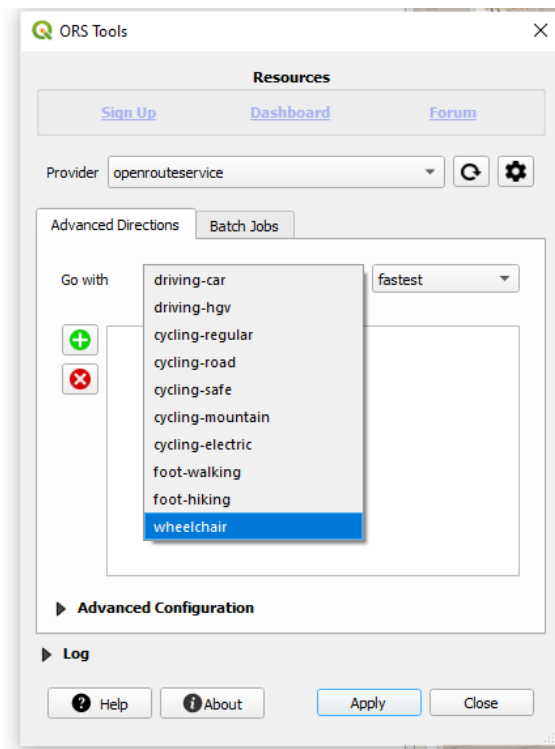 ORS Tools
Resources
Sign Up Dashboard Forum
Provider openrouteservice
Advanced Directions Batch Jobs
Go with driving-car fastest
driving-hgv
cycling-regular
cycling-road
cycling-safe
cycling-mountain
cycling-electric
foot-walking
foot-hiking
wheelchair
Advanced Configuration
Log
Help About Apply Close